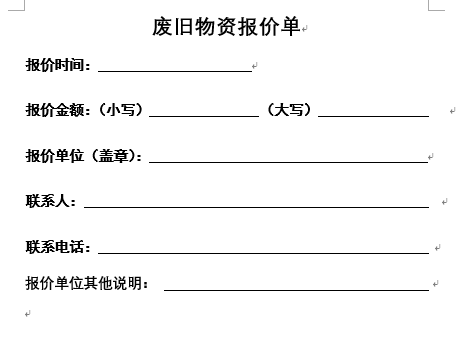 废旧物资报价单
报价时间：
报价金额：（小写） （大写）
报价单位（盖章）：
联系人：
联系电话：
报价单位其他说明：